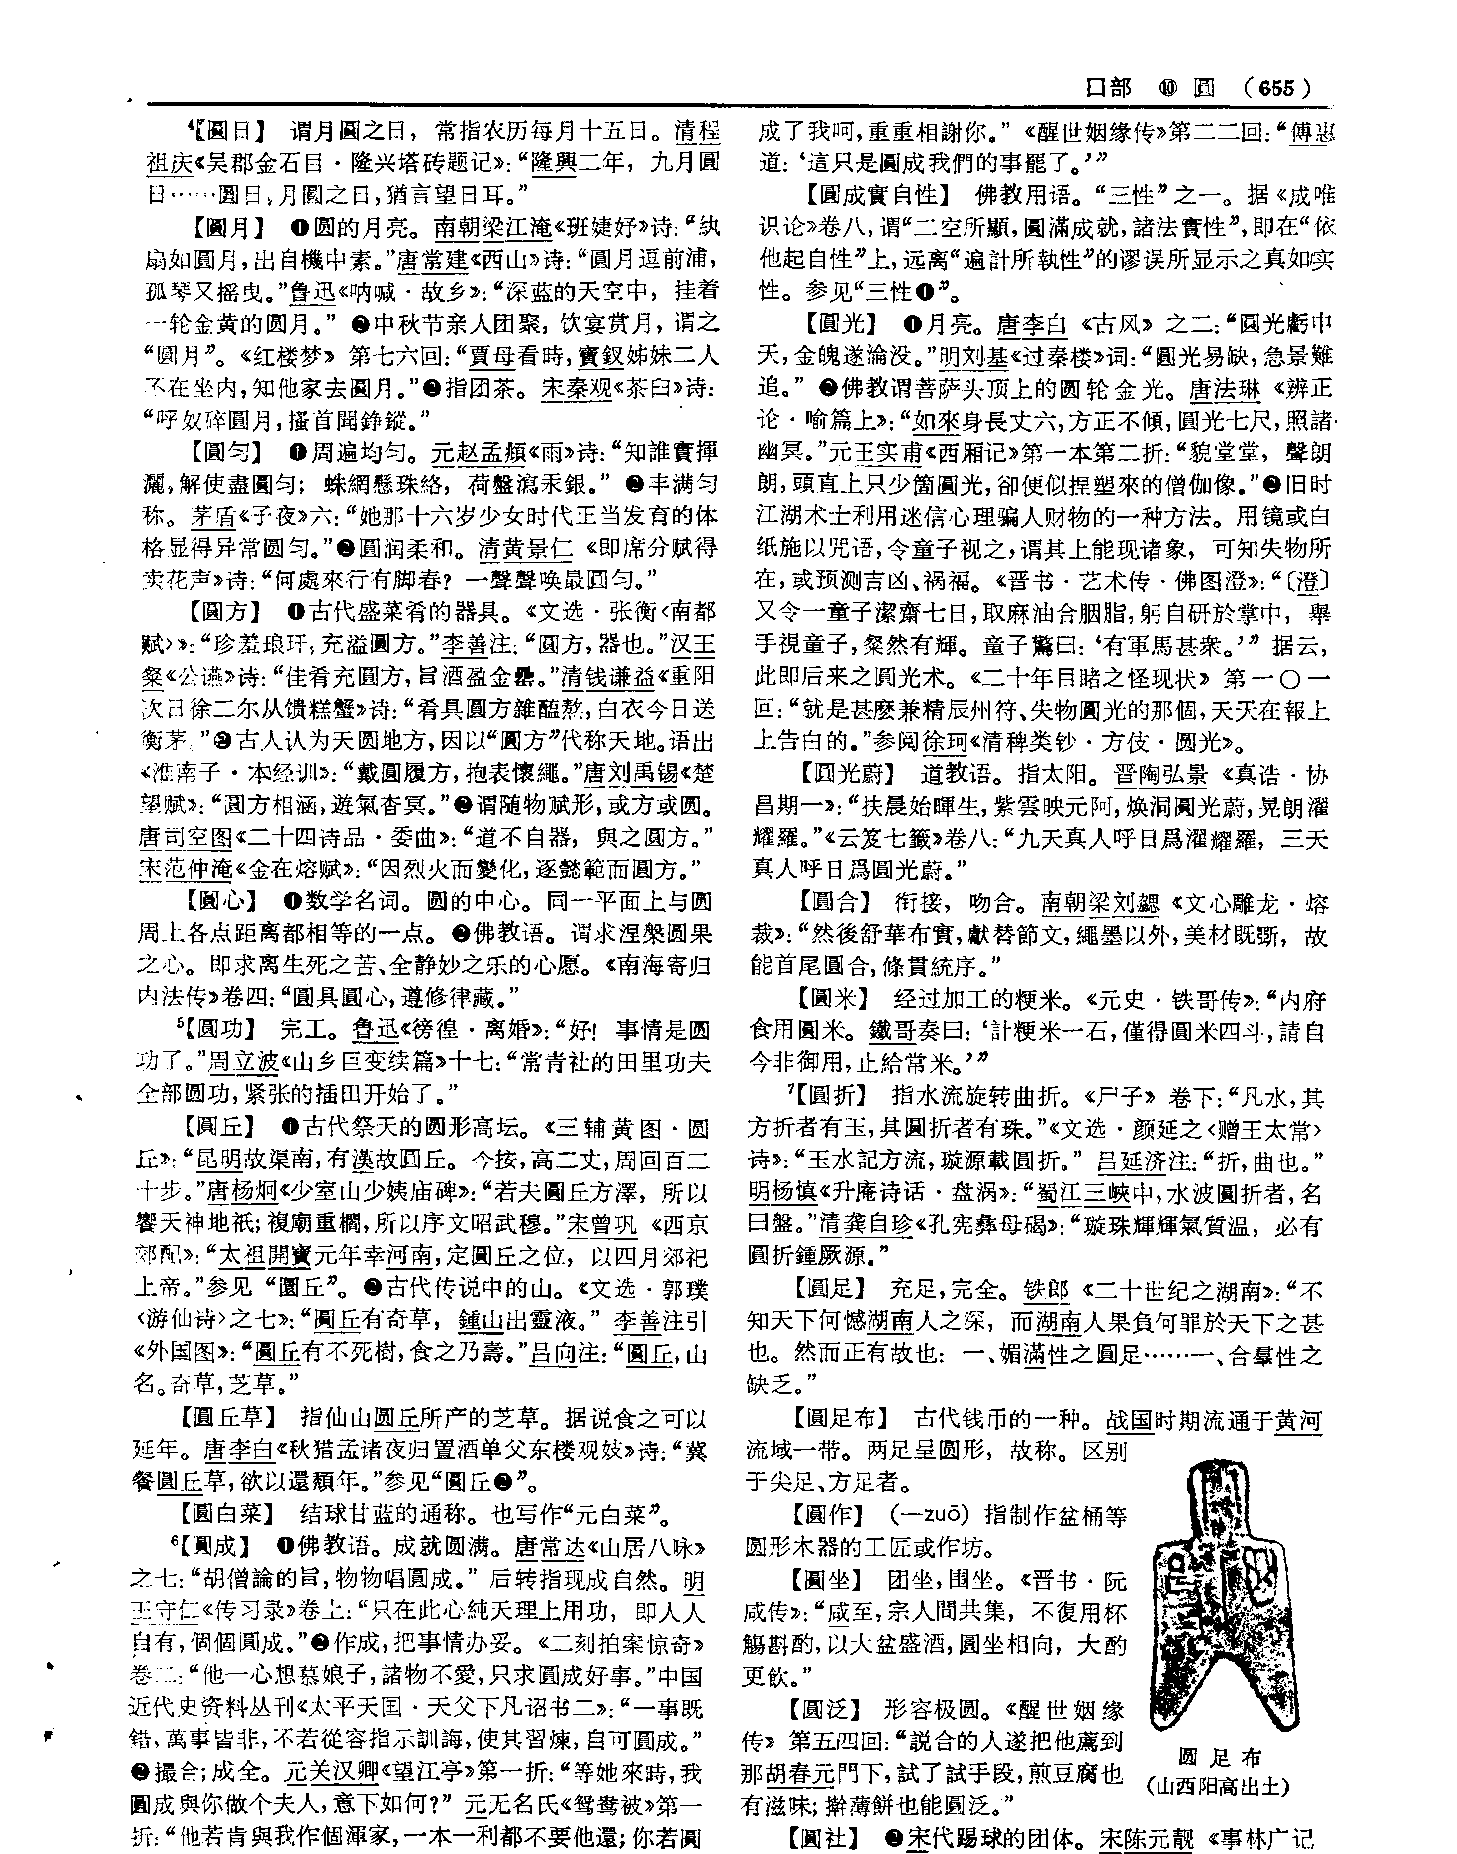 口部 ⑩ 圓 (655)
⁴【圓日】 谓月圓之日，常指农历每月十五日。清程
祖庆《吴郡金石目·隆兴塔砖题记》：“隆興二年，九月圓
日……圓日，月圓之日，猶言望日耳。”
【圓月】 ❶圆的月亮。南朝梁江淹《班婕妤》诗：“纨
扇如圓月，出自機中素。”唐常建《西山》诗：“圓月逗前浦，
孤琴又摇曳。”鲁迅《呐喊·故乡》：“深蓝的天空中，挂着
一轮金黄的圆月。” ❷中秋节亲人团聚，饮宴赏月，谓之
“圓月”。《红楼梦》第七六回：“賈母看時，寶釵姊妹二人
不在坐内，知他家去圓月。”❸指团茶。宋秦观《茶臼》诗：
“呼奴碎圓月，搔首聞錚鏦。”
【圓匀】 ❶周遍均匀。元赵孟頫《雨》诗：“知誰實揮
灑，解使盡圓匀；蛛網懸珠絡，荷盤瀉汞銀。” ❷丰满匀
称。茅盾《子夜》六：“她那十六岁少女时代正当发育的体
格显得异常圆匀。”❸圓润柔和。清黄景仁《即席分赋得
卖花声》诗：“何處來行有脚春？一聲聲唤最圓匀。”
【圓方】 ❶古代盛菜肴的器具。《文选·张衡〈南都
赋〉》：“珍羞琅玕，充溢圓方。”李善注：“圓方，器也。”汉王
粲《公讌》诗：“佳肴充圓方，旨酒盈金罍。”清钱谦益《重阳
次日徐二尔从馈糕蟹》诗：“肴具圓方雜醢熬，白衣今日送
衡茅。”❷古人认为天圆地方，因以“圓方”代称天地。语出
《淮南子·本经训》：“戴圓履方，抱表懷繩。”唐刘禹锡《楚
望赋》：“圓方相涵，遊氣杳冥。”❸谓随物赋形，或方或圆。
唐司空图《二十四诗品·委曲》：“道不自器，與之圓方。”
宋范仲淹《金在熔赋》：“因烈火而變化，逐懿範而圓方。”
【圓心】 ❶数学名词。圆的中心。同一平面上与圆
周上各点距离都相等的一点。❷佛教语。谓求涅槃圆果
之心。即求离生死之苦、全静妙之乐的心愿。《南海寄归
内法传》卷四：“圓具圓心，遵修律藏。”
⁵【圓功】 完工。鲁迅《彷徨·离婚》：“好！事情是圆
功了。”周立波《山乡巨变续篇》十七：“常青社的田里功夫
全部圆功，紧张的插田开始了。”
【圓丘】 ❶古代祭天的圆形高坛。《三辅黄图·圆
丘》：“昆明故渠南，有漢故圓丘。今按，高二丈，周回百二
十步。”唐杨炯《少室山少姨庙碑》：“若夫圓丘方澤，所以
饗天神地祇；複廟重櫩，所以序文昭武穆。”宋曾巩《西京
郊配》：“太祖開寶元年幸河南，定圓丘之位，以四月郊祀
上帝。”参见“圜丘”。❷古代传说中的山。《文选·郭璞
〈游仙诗〉之七》：“圓丘有奇草，鍾山出靈液。” 李善注引
《外国图》：“圓丘有不死樹，食之乃壽。”吕向注：“圓丘，山
名。奇草，芝草。”
【圓丘草】 指仙山圆丘所产的芝草。据说食之可以
延年。唐李白《秋猎孟诸夜归置酒单父东楼观妓》诗：“冀
餐圓丘草，欲以還頽年。”参见“圓丘❷”。
【圓白菜】 结球甘蓝的通称。也写作“元白菜”。
⁶【圓成】 ❶佛教语。成就圆满。唐常达《山居八咏》
之七：“胡僧論的旨，物物唱圓成。” 后转指现成自然。明
王守仁《传习录》卷上：“只在此心純天理上用功，即人人
自有，個個圓成。”❷作成，把事情办妥。《二刻拍案惊奇》
卷二：“他一心想慕娘子，諸物不愛，只求圓成好事。”中国
近代史资料丛刊《太平天国·天父下凡诏书二》：“一事既
錯，萬事皆非，不若從容指示訓誨，使其習煉，自可圓成。”
❸撮合；成全。元关汉卿《望江亭》第一折：“等她來時，我
圓成與你做个夫人，意下如何？” 元无名氏《鸳鸯被》第一
折：“他若肯與我作個渾家，一本一利都不要他還；你若圓
成了我呵，重重相謝你。” 《醒世姻缘传》第二二回：“傅惠
道：‘這只是圓成我們的事罷了。’”
【圓成實自性】 佛教用语。“三性”之一。据《成唯
识论》卷八，谓“二空所顯，圓滿成就，諸法實性”，即在“依
他起自性”上，远离“遍計所執性”的谬误所显示之真如实
性。参见“三性❶”。
【圓光】 ❶月亮。唐李白《古风》之二：“圓光虧中
天，金魄遂淪没。”明刘基《过秦楼》词：“圓光易缺，急景難
追。” ❷佛教谓菩萨头顶上的圆轮金光。唐法琳《辨正
论·喻篇上》：“如來身長丈六，方正不傾，圓光七尺，照諸
幽冥。”元王实甫《西厢记》第一本第二折：“貌堂堂，聲朗
朗，頭直上只少箇圓光，卻便似捏塑來的僧伽像。”❸旧时
江湖术士利用迷信心理骗人财物的一种方法。用镜或白
纸施以咒语，令童子视之，谓其上能现诸象，可知失物所
在，或预测吉凶、祸福。《晋书·艺术传·佛图澄》：“〔澄〕
又令一童子潔齋七日，取麻油合胭脂，躬自研於掌中，舉
手視童子，粲然有輝。童子驚曰：‘有軍馬甚衆。’” 据云，
此即后来之圆光术。《二十年目睹之怪现状》第一〇一
回：“就是甚麽兼精辰州符、失物圓光的那個，天天在報上
上告白的。”参阅徐珂《清稗类钞·方伎·圆光》。
【圓光蔚】 道教语。指太阳。晋陶弘景《真诰·协
昌期一》：“扶晨始暉生，紫雲映元阿，焕洞圓光蔚，晃朗濯
耀羅。”《云笈七籤》卷八：“九天真人呼日爲濯耀羅，三天
真人呼日爲圓光蔚。”
【圓合】 衔接，吻合。南朝梁刘勰《文心雕龙·熔
裁》：“然後舒華布實，獻替節文，繩墨以外，美材既斲，故
能首尾圓合，條貫統序。”
【圓米】 经过加工的粳米。《元史·铁哥传》：“内府
食用圓米。鐵哥奏曰：‘計粳米一石，僅得圓米四斗，請自
今非御用，止給常米。’”
⁷【圓折】 指水流旋转曲折。《尸子》卷下：“凡水，其
方折者有玉，其圓折者有珠。”《文选·颜延之〈赠王太常〉
诗》：“玉水記方流，璇源載圓折。” 吕延济注：“折，曲也。”
明杨慎《升庵诗话·盘涡》：“蜀江三峽中，水波圓折者，名
曰盤。”清龚自珍《孔宪彝母碣》：“璇珠輝輝氣質温，必有
圓折鍾厥源。”
【圓足】 充足，完全。铁郎《二十世纪之湖南》：“不
知天下何憾湖南人之深，而湖南人果負何罪於天下之甚
也。然而正有故也：一、媚滿性之圓足……一、合羣性之
缺乏。”
【圓足布】 古代钱币的一种。战国时期流通于黄河
流域一带。两足呈圆形，故称。区别
于尖足、方足者。
【圓作】 （—zuō）指制作盆桶等
圆形木器的工匠或作坊。
【圓坐】 团坐，围坐。《晋书·阮
咸传》：“咸至，宗人間共集，不復用杯
觴斟酌，以大盆盛酒，圓坐相向，大酌
更飲。”
【圓泛】 形容极圆。《醒世姻缘
传》第五四回：“説合的人遂把他薦到
那胡春元門下，試了試手段，煎豆腐也
有滋味；擀薄餅也能圓泛。”
圆足布
（山西阳高出土）
【圓社】 ❷宋代踢球的团体。宋陈元靓《事林广记